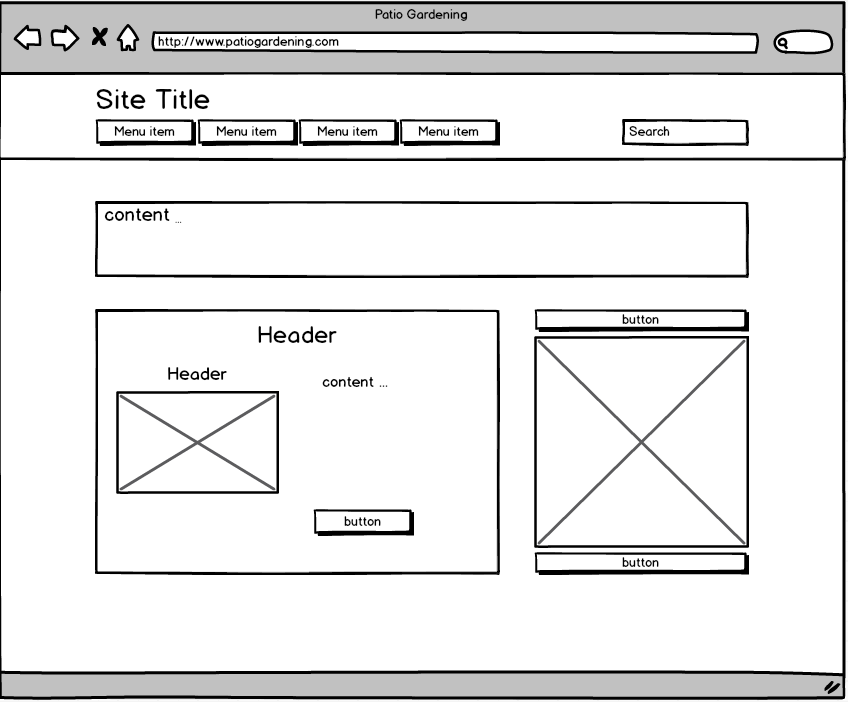 Patio Gardening
http://www.patiogardening.com
Site Title
Menu item Menu item Menu item Menu item Search
content ...
Header
Header
content ...
button
button
button